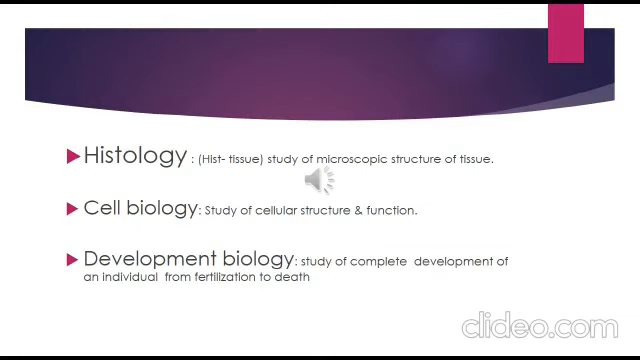 Histology : (Hist- tissue) study of microscopic structure of tissue.
Cell biology: Study of cellular structure & function.
Development biology: study of complete development of
an individual from fertilization to death
clideo.com